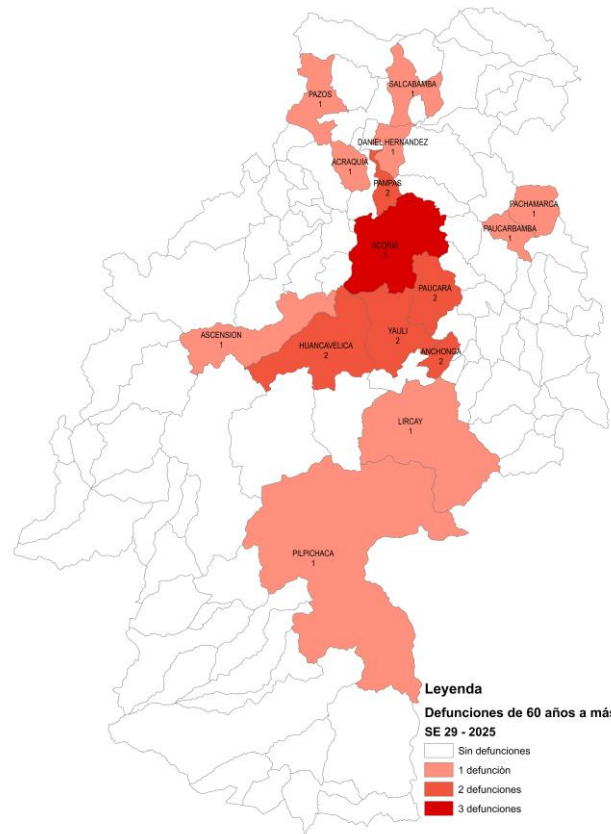 SALCABAMBA
1
PAZOS
1
DANIEL HERNANDEZ
1
ACRAQUIA
1
PAMPAS
2
PACHAMARCA
1
PAUCARBAMBA
1
ACORIA
3
PAUCARA
2
ASCENSION
1
HUANCAVELICA
2
YAULI
2
ANCHONGA
2
LIRCAY
1
PILPICHACA
1
Leyenda
Defunciones de 60 años a más
SE 29 - 2025
Sin defunciones
1 defunción
2 defunciones
3 defunciones